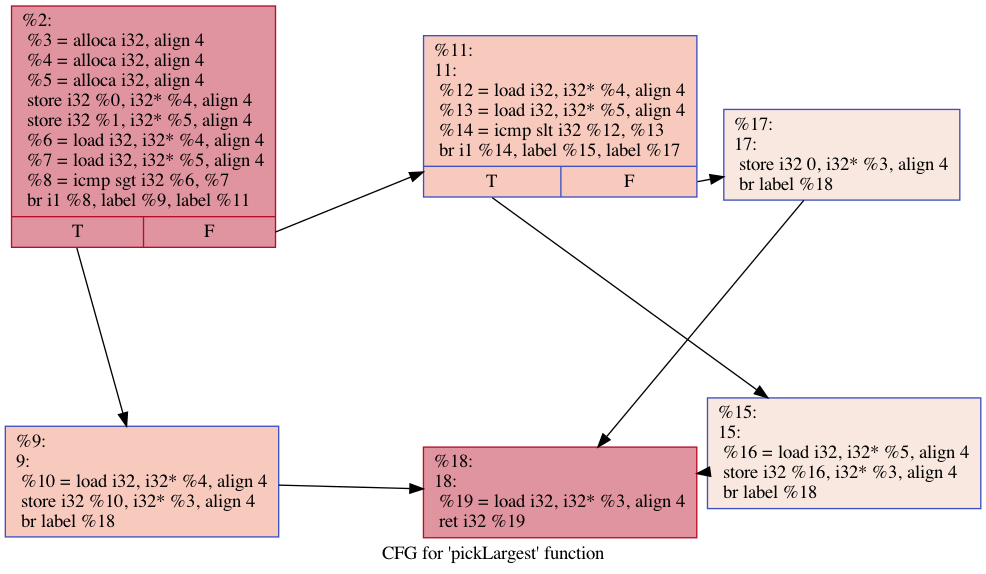 %2:
%3 = alloca i32, align 4
%4 = alloca i32, align 4
%5 = alloca i32, align 4
store i32 %0, i32* %4, align 4
store i32 %1, i32* %5, align 4
%6 = load i32, i32* %4, align 4
%7 = load i32, i32* %5, align 4
%8 = icmp sgt i32 %6, %7
br i1 %8, label %9, label %11
T
F
%11:
11:
%12 = load i32, i32* %4, align 4
%13 = load i32, i32* %5, align 4
%14 = icmp slt i32 %12, %13
br i1 %14, label %15, label %17
T
F
%17:
17:
store i32 0, i32* %3, align 4
br label %18
%9:
9:
%10 = load i32, i32* %4, align 4
store i32 %10, i32* %3, align 4
br label %18
%18:
18:
%19 = load i32, i32* %3, align 4
ret i32 %19
%15:
15:
%16 = load i32, i32* %5, align 4
store i32 %16, i32* %3, align 4
br label %18
CFG for 'pickLargest' function